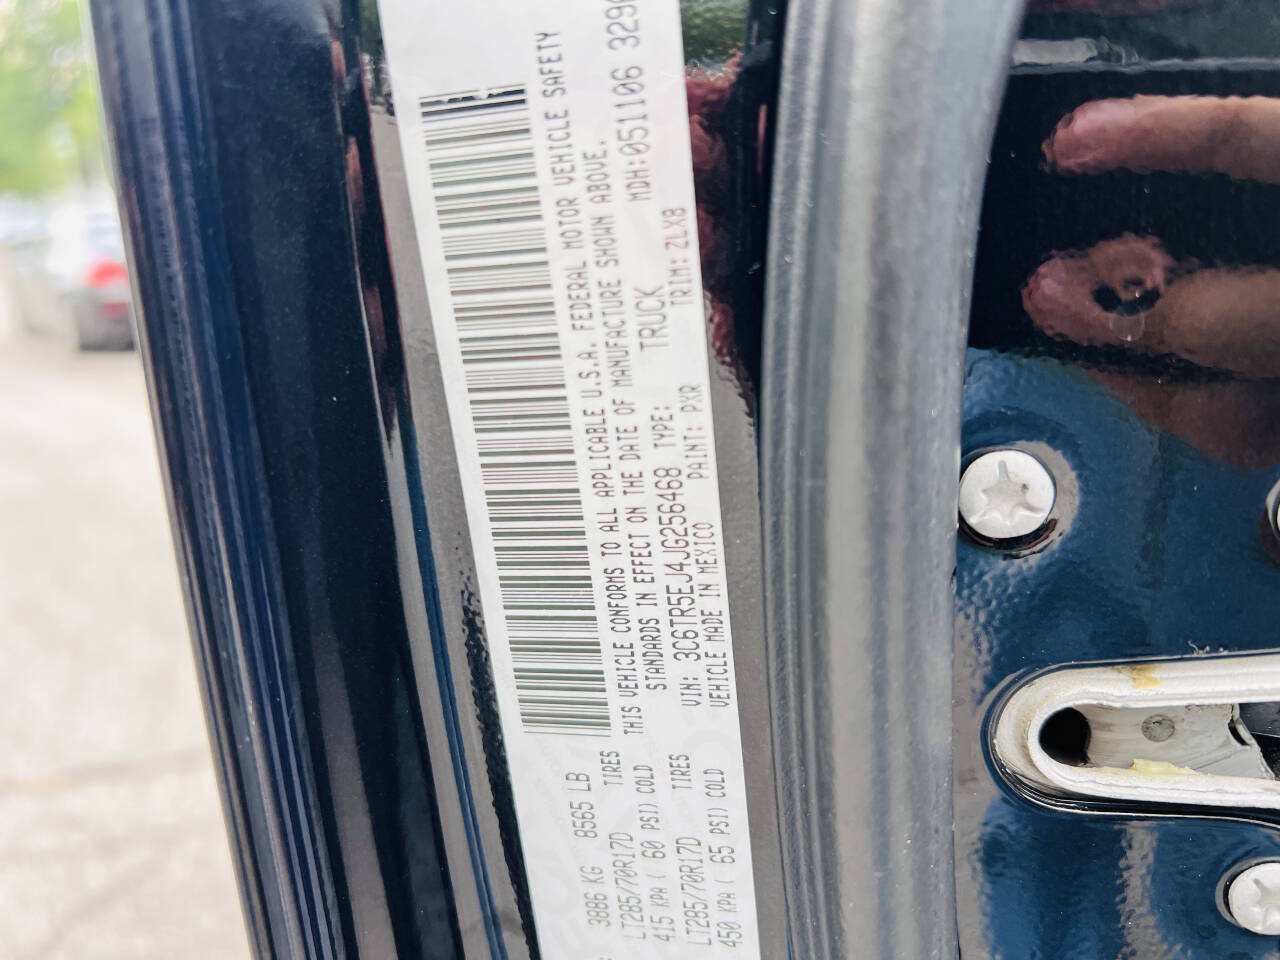 3886 KG 8565 LB
LT285/70R17D TIRES
415 KPA ( 60 PSI) COLD
LT285/70R17D TIRES
450 KPA ( 65 PSI) COLD
THIS VEHICLE CONFORMS TO ALL APPLICABLE U.S.A. FEDERAL MOTOR VEHICLE SAFETY
STANDARDS IN EFFECT ON THE DATE OF MANUFACTURE SHOWN ABOVE.
VIN: 3C6TR5EJ4JG256468 TYPE: TRUCK MDH:051106 329
VEHICLE MADE IN MEXICO PAINT: PXR TRIM: ZLX8